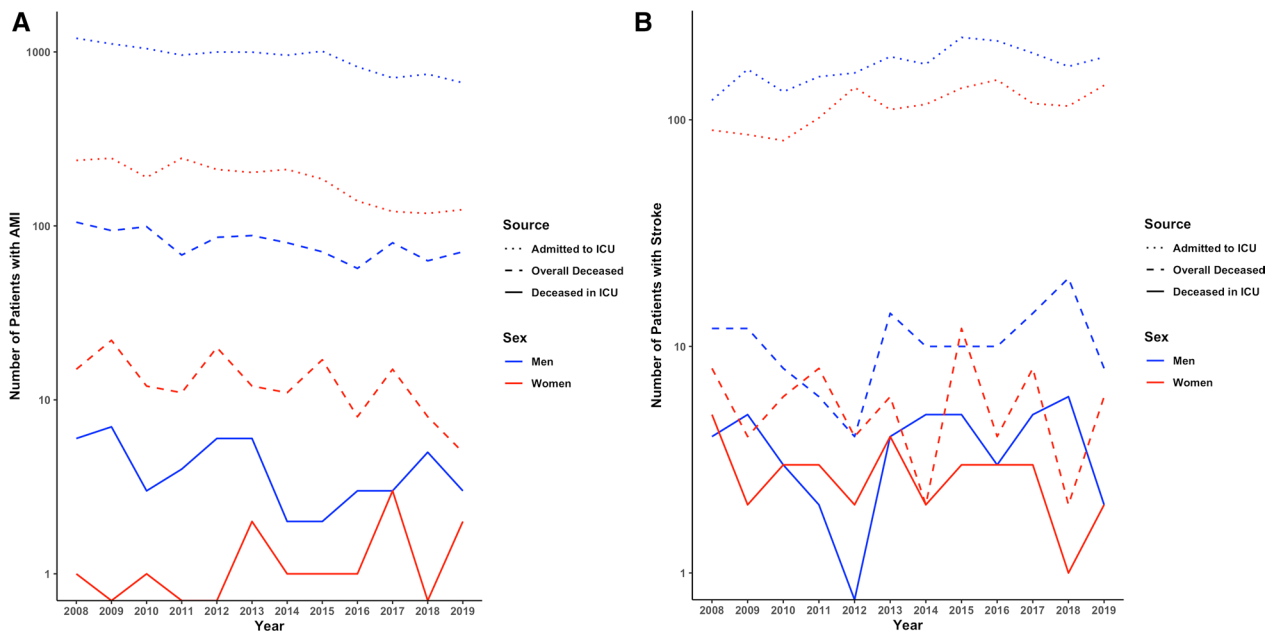 A
Number of Patients with AMI
1000
100
10
1
2008 2009 2010 2011 2012 2013 2014 2015 2016 2017 2018 2019
Year
Source
Admitted to ICU
Overall Deceased
Deceased in ICU
Sex
Men
Women
B
Number of Patients with Stroke
100
10
1
2008 2009 2010 2011 2012 2013 2014 2015 2016 2017 2018 2019
Year
Source
Admitted to ICU
Overall Deceased
Deceased in ICU
Sex
Men
Women